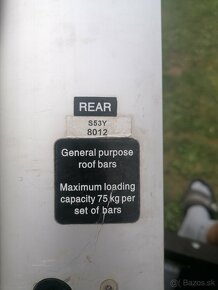 REAR
S53Y
8012
General purpose
roof bars
Maximum loading
capacity 75 kg per
set of bars
Bazos.sk